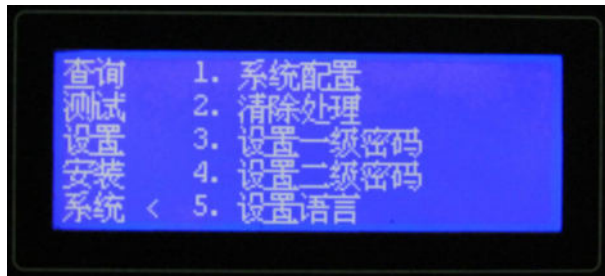 查询 1. 系统配置
测试 2. 清除处理
设置 3. 设置一级密码
安装 4. 设置二级密码
系统 < 5. 设置语言